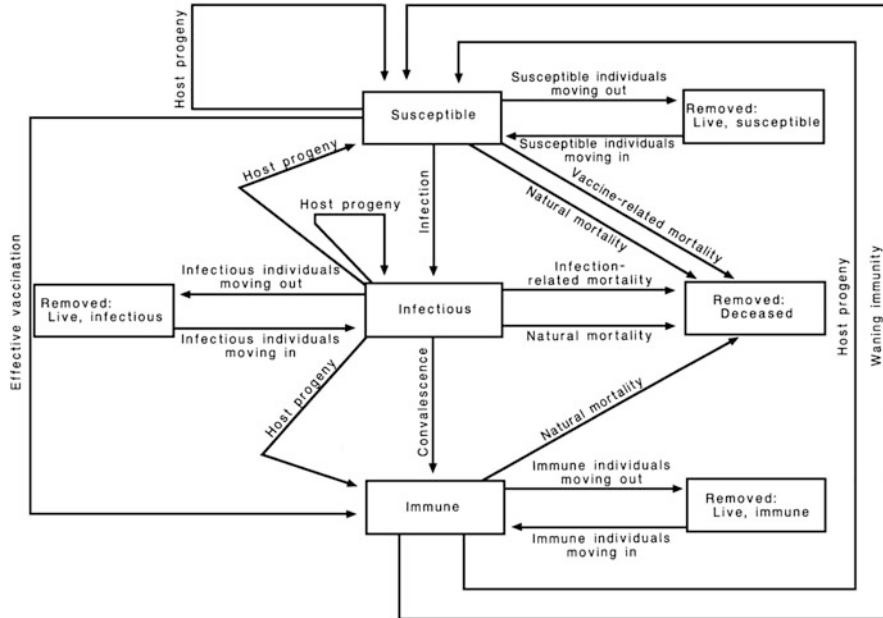 Host progeny
Susceptible individuals
moving out
Removed:
Live, susceptible
Susceptible
Susceptible individuals
moving in
Host progeny
Host progeny
Infection
Vaccine-related mortality
Natural mortality
Effective vaccination
Infectious individuals
moving out
Removed:
Live, infectious
Infectious individuals
moving in
Infectious
Infection-
related mortality
Natural mortality
Removed:
Deceased
Host progeny
Waning immunity
Host progeny
Convalescence
Natural mortality
Immune
Immune individuals
moving out
Removed:
Live, immune
Immune individuals
moving in